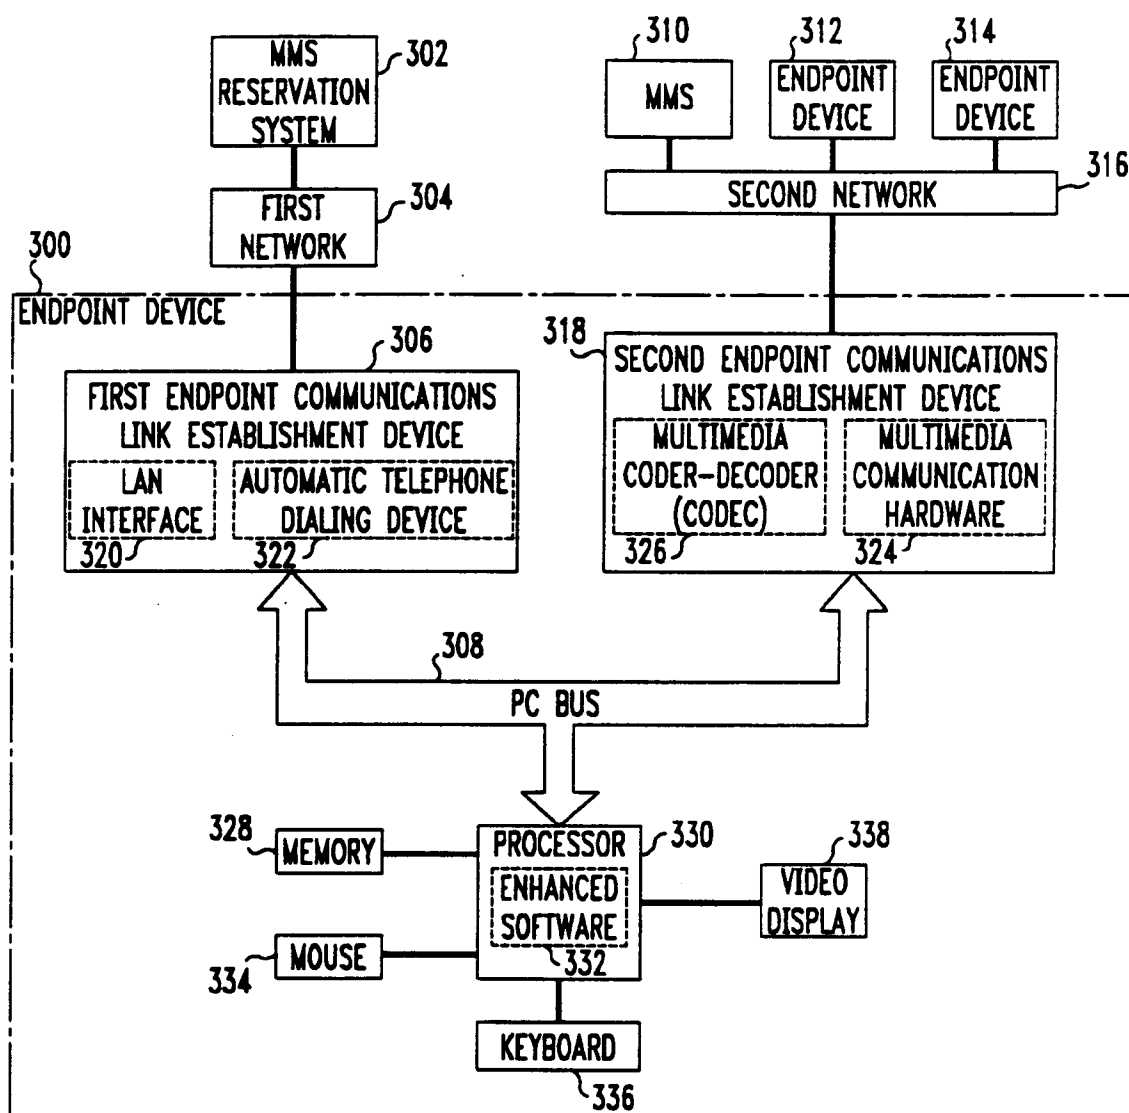 MMS
RESERVATION
SYSTEM
302
310
MMS
312
ENDPOINT
DEVICE
314
ENDPOINT
DEVICE
FIRST
NETWORK
304
SECOND NETWORK
316
300
ENDPOINT DEVICE
306
FIRST ENDPOINT COMMUNICATIONS
LINK ESTABLISHMENT DEVICE
LAN
INTERFACE
320
AUTOMATIC TELEPHONE
DIALING DEVICE
322
318
SECOND ENDPOINT COMMUNICATIONS
LINK ESTABLISHMENT DEVICE
MULTIMEDIA
CODER-DECODER
(CODEC)
326
MULTIMEDIA
COMMUNICATION
HARDWARE
324
308
PC BUS
328
MEMORY
PROCESSOR
330
ENHANCED
SOFTWARE
332
338
VIDEO
DISPLAY
MOUSE
334
KEYBOARD
336